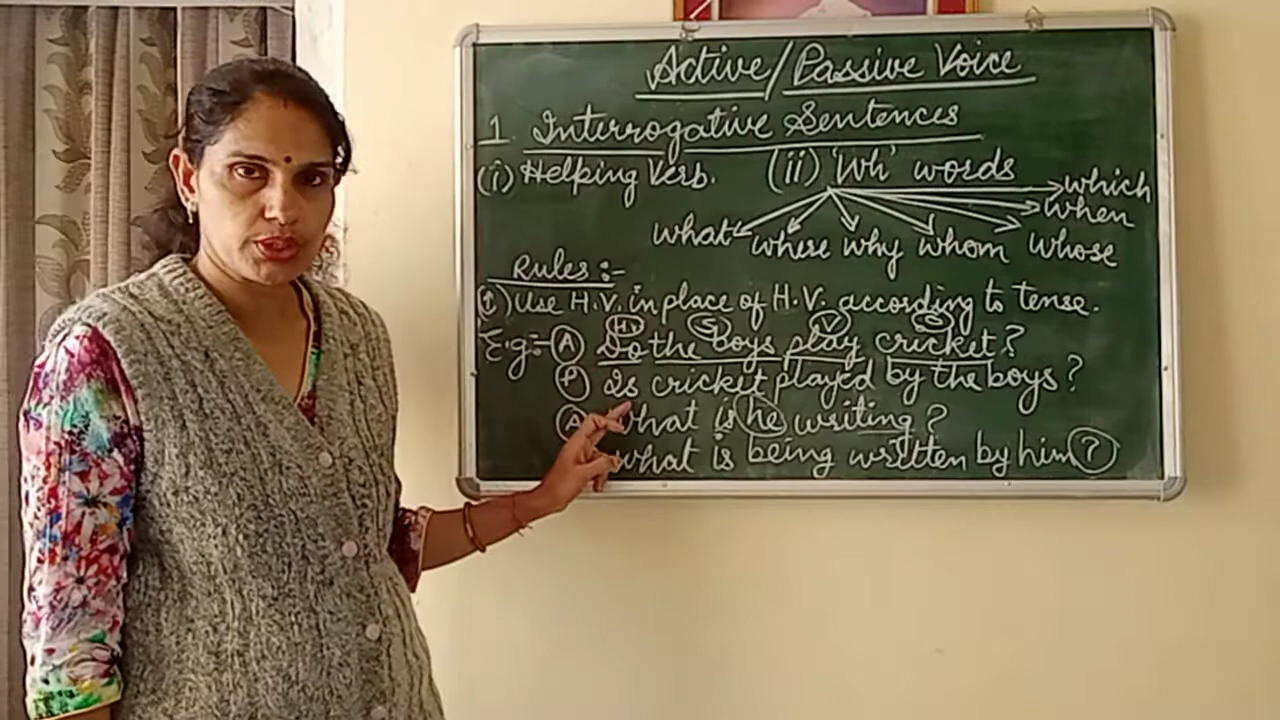 Active/Passive Voice
1. Interrogative Sentences
(i) Helping Verb. (ii) 'Wh' words
which
when
what where why whom whose
Rules:-
(1) Use H.V. in place of H.V. according to tense.
H.V S V O
E.g:- (A) Do the boys play cricket?
(P) Is cricket played by the boys?
(A) What is he writing?
What is being written by him?